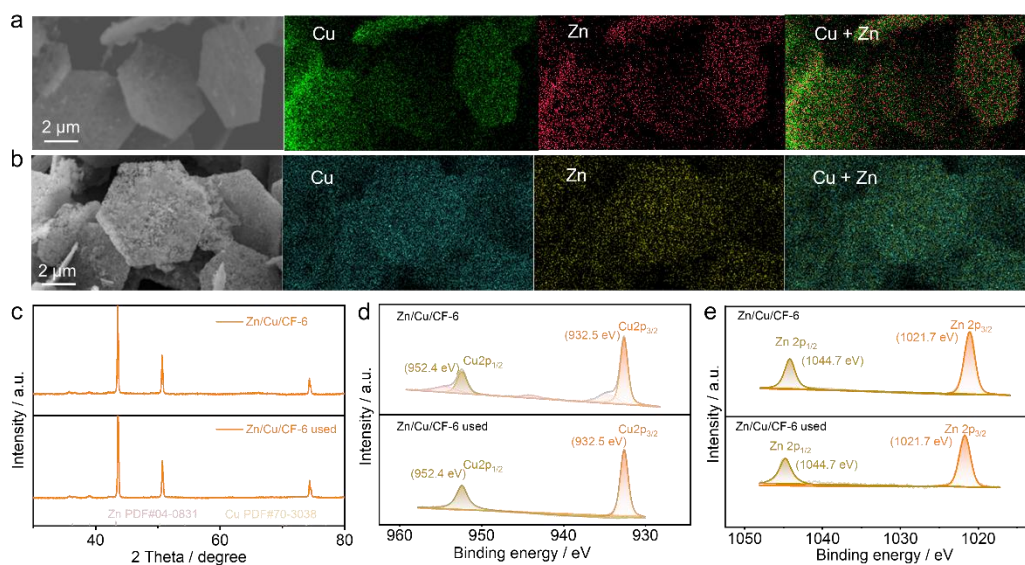 a
Cu
Zn
Cu + Zn
2 μm
b
Cu
Zn
Cu + Zn
2 μm
c
Intensity / a.u.
Zn/Cu/CF-6
Zn/Cu/CF-6 used
Zn PDF#04-0831
Cu PDF#70-3038
40
60
80
2 Theta / degree
d
Intensity / a.u.
Zn/Cu/CF-6
Cu2p3/2
(932.5 eV)
Cu2p1/2
(952.4 eV)
Zn/Cu/CF-6 used
Cu2p3/2
(932.5 eV)
Cu2p1/2
(952.4 eV)
960
950
940
930
Binding energy / eV
e
Intensity / a.u.
Zn/Cu/CF-6
Zn 2p3/2
(1021.7 eV)
Zn 2p1/2
(1044.7 eV)
Zn/Cu/CF-6 used
Zn 2p3/2
(1021.7 eV)
Zn 2p1/2
(1044.7 eV)
1050
1040
1030
1020
Binding energy / eV